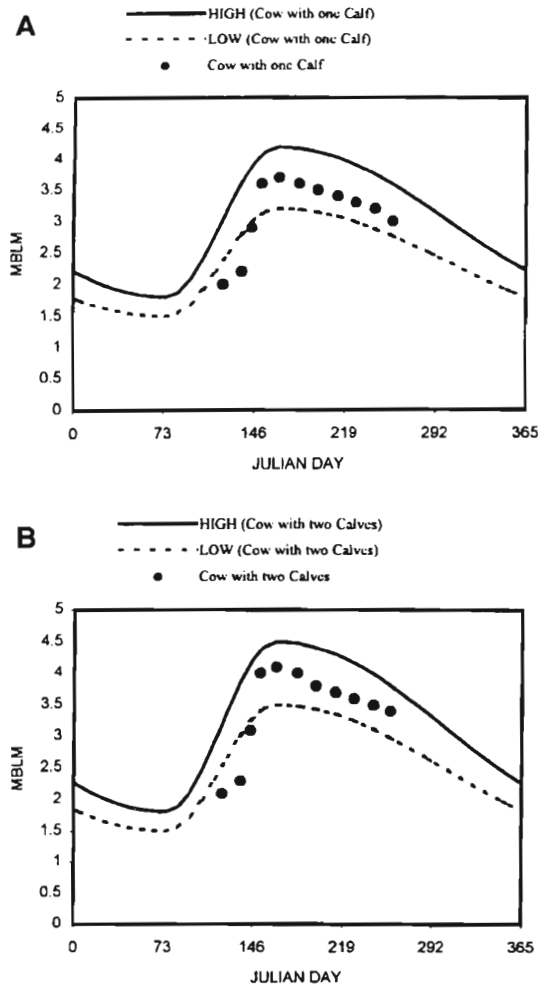 A
HIGH (Cow with one Calf)
LOW (Cow with one Calf)
Cow with one Calf
5
4.5
4
3.5
3
2.5
2
1.5
1
0.5
0
MBLM
0 73 146 219 292 365
JULIAN DAY
B
HIGH (Cow with two Calves)
LOW (Cow with two Calves)
Cow with two Calves
5
4.5
4
3.5
3
2.5
2
1.5
1
0.5
0
MBLM
0 73 146 219 292 365
JULIAN DAY